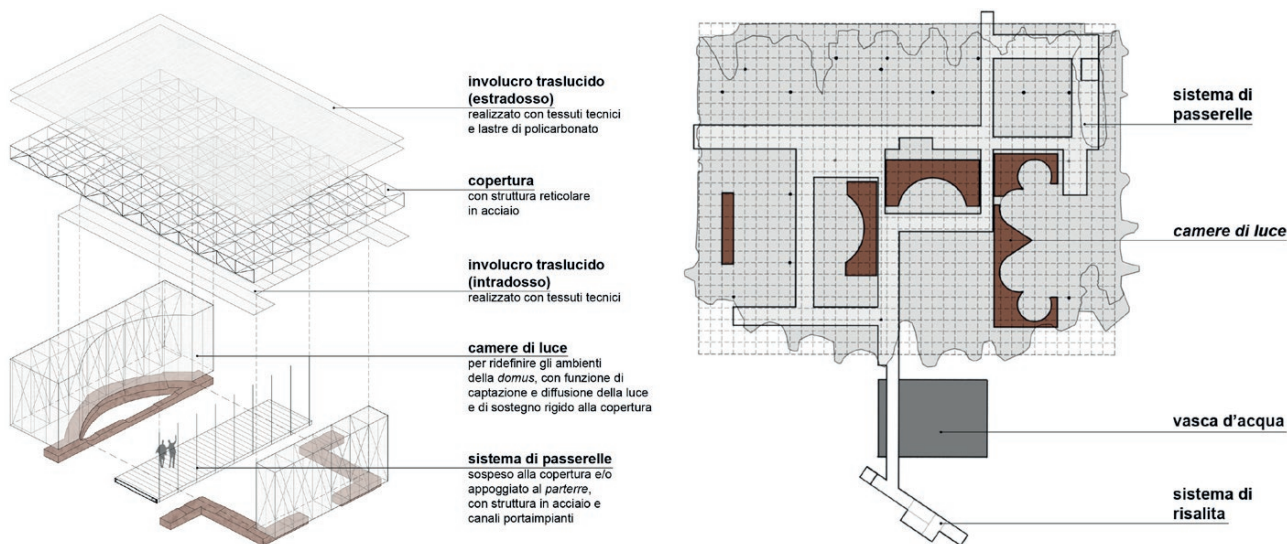 involucro traslucido
(estradosso)
realizzato con tessuti tecnici
e lastre di policarbonato
copertura
con struttura reticolare
in acciaio
involucro traslucido
(intradosso)
realizzato con tessuti tecnici
camere di luce
per ridefinire gli ambienti
della domus, con funzione di
captazione e diffusione della luce
e di sostegno rigido alla copertura
sistema di passerelle
sospeso alla copertura e/o
appoggiato al parterre,
con struttura in acciaio e
canali portaimpianti
sistema di
passerelle
camere di luce
vasca d'acqua
sistema di
risalita